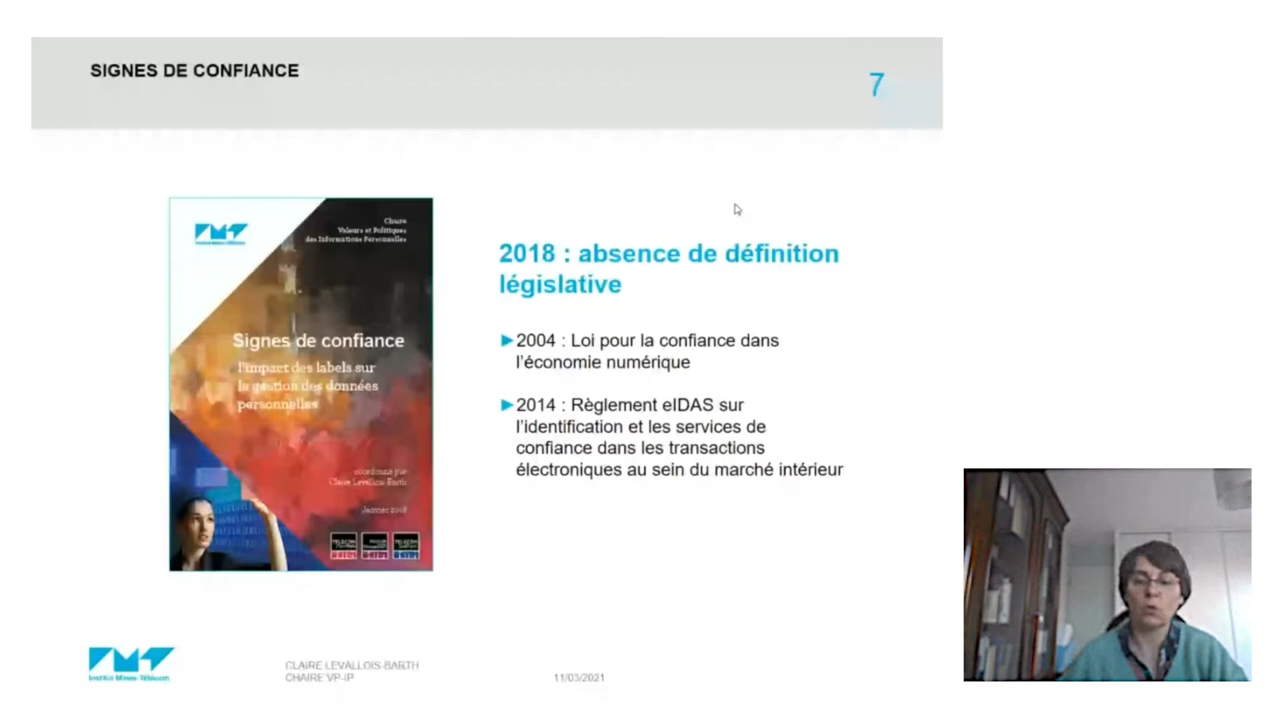 SIGNES DE CONFIANCE
7
Chaire
Valeurs et Politiques
des Informations Personnelles
Signes de confiance
l'impact des labels sur
la gestion des données
personnelles
coordonné par
Claire Levallois-Barth
Janvier 2018
2018 : absence de définition
législative
2004 : Loi pour la confiance dans
l'économie numérique
2014 : Règlement eIDAS sur
l'identification et les services de
confiance dans les transactions
électroniques au sein du marché intérieur
Institut Mines-Télécom
CLAIRE LEVALLOIS-BARTH
CHAIRE VP-IP
11/03/2021